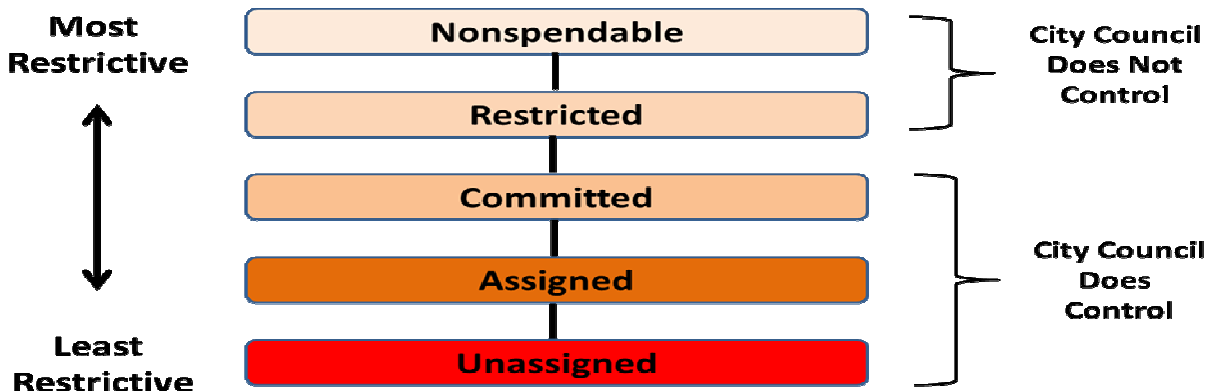 Most
Restrictive
Nonspendable
Restricted
Committed
Assigned
Unassigned
Least
Restrictive
City Council
Does Not
Control
City Council
Does
Control